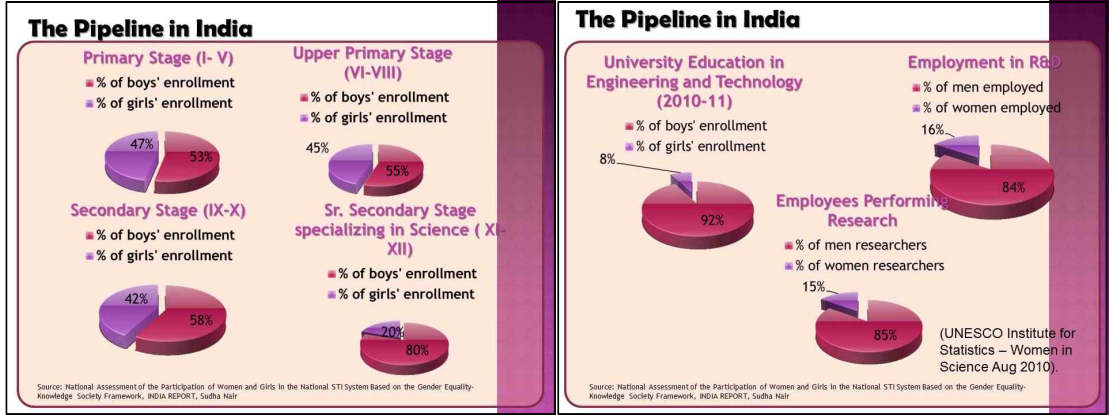 The Pipeline in India
Primary Stage (I- V)
% of boys' enrollment
% of girls' enrollment
47%
53%
Upper Primary Stage
(VI-VIII)
% of boys' enrollment
% of girls' enrollment
45%
55%
Secondary Stage (IX-X)
% of boys' enrollment
% of girls' enrollment
42%
58%
Sr. Secondary Stage
specializing in Science ( XI-
XII)
% of boys' enrollment
% of girls' enrollment
20%
80%
Source: National Assessment of the Participation of Women and Girls in the National STI System Based on the Gender Equality-
Knowledge Society Framework, INDIA REPORT, Sudha Nair
The Pipeline in India
University Education in
Engineering and Technology
(2010-11)
% of boys' enrollment
% of girls' enrollment
8%
92%
Employment in R&D
% of men employed
% of women employed
16%
84%
Employees Performing
Research
% of men researchers
% of women researchers
15%
85%
(UNESCO Institute for
Statistics – Women in
Science Aug 2010).
Source: National Assessment of the Participation of Women and Girls in the National STI System Based on the Gender Equality-
Knowledge Society Framework, INDIA REPORT, Sudha Nair